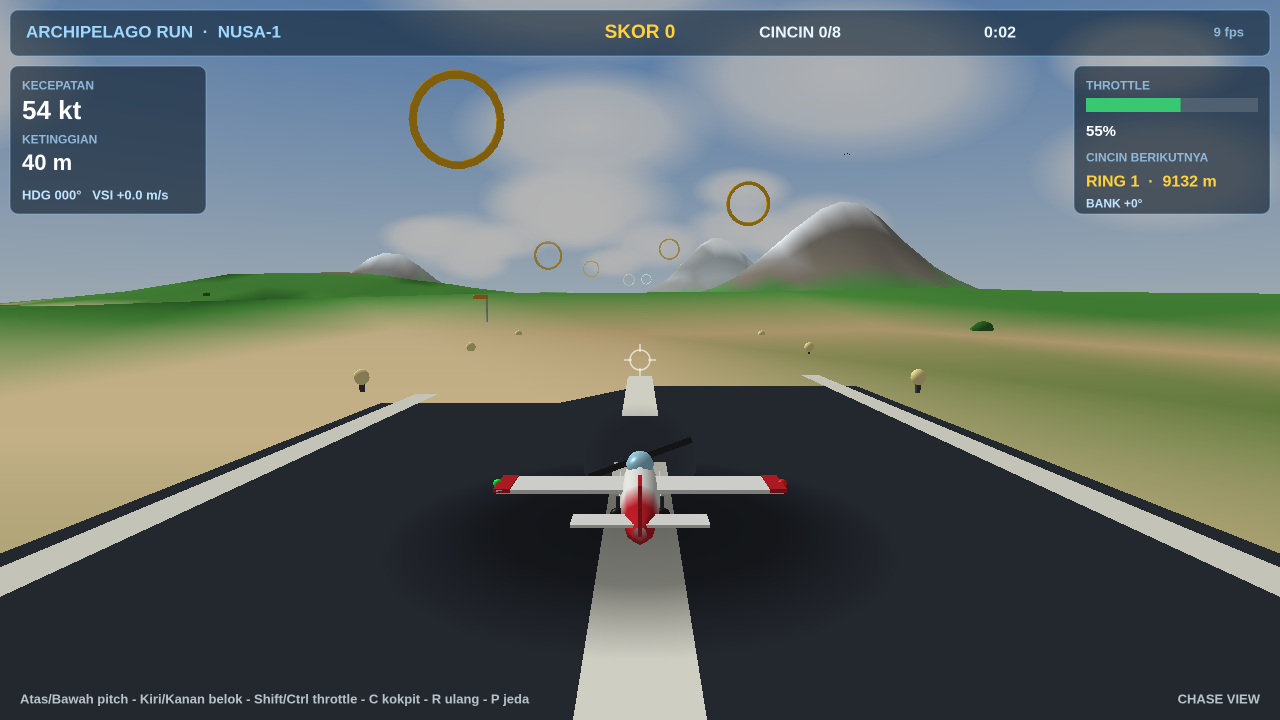 ARCHIPELAGO RUN · NUSA-1
SKOR 0
CINCIN 0/8
0:02
9 fps
KECEPATAN
54 kt
KETINGGIAN
40 m
HDG 000° VSI +0.0 m/s
THROTTLE
55%
CINCIN BERIKUTNYA
RING 1 · 9132 m
BANK +0°
Atas/Bawah pitch - Kiri/Kanan belok - Shift/Ctrl throttle - C kokpit - R ulang - P jeda
CHASE VIEW